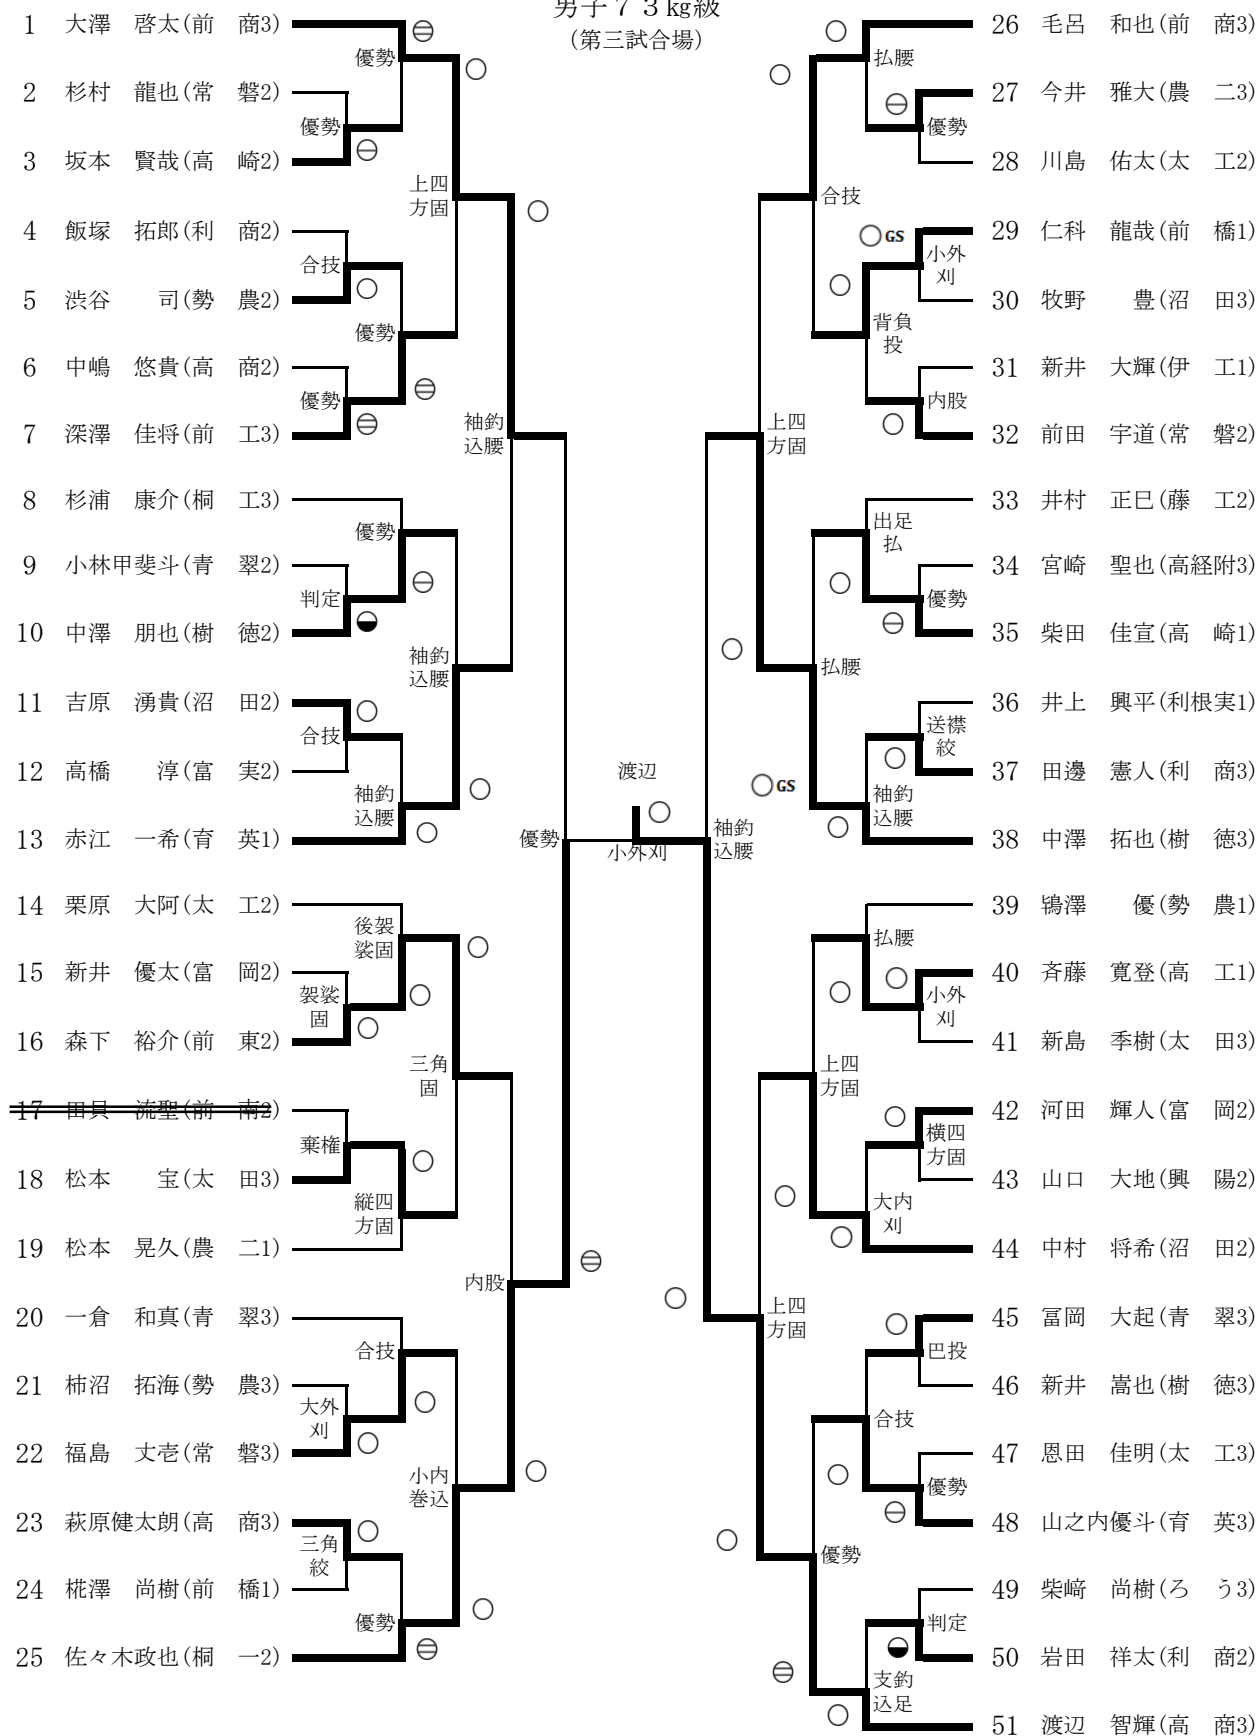 男子７３kg級
(第三試合場)
1 大澤 啓太(前 商3)
優勢
2 杉村 龍也(常 磐2)
優勢
3 坂本 賢哉(高 崎2)
上四
方固
4 飯塚 拓郎(利 商2)
合技
5 渋谷 司(勢 農2)
優勢
6 中嶋 悠貴(高 商2)
優勢
7 深澤 佳将(前 工3)
袖釣
込腰
8 杉浦 康介(桐 工3)
優勢
9 小林甲斐斗(青 翠2)
判定
10 中澤 朋也(樹 徳2)
袖釣
込腰
11 吉原 湧貴(沼 田2)
合技
12 高橋 淳(富 実2)
袖釣
込腰
13 赤江 一希(育 英1)
優勢
14 栗原 大阿(太 工2)
後袈
裟固
15 新井 優太(富 岡2)
袈裟
固
16 森下 裕介(前 東2)
三角
固
17 田貝 流聖(前 南2)
棄権
18 松本 宝(太 田3)
縦四
方固
19 松本 晃久(農 二1)
内股
20 一倉 和真(青 翠3)
合技
21 柿沼 拓海(勢 農3)
大外
刈
22 福島 丈壱(常 磐3)
小内
巻込
23 萩原健太朗(高 商3)
三角
絞
24 椛澤 尚樹(前 橋1)
優勢
25 佐々木政也(桐 一2)
渡辺
小外刈
26 毛呂 和也(前 商3)
払腰
27 今井 雅大(農 二3)
優勢
28 川島 佑太(太 工2)
合技
29 仁科 龍哉(前 橋1)
GS
小外
刈
30 牧野 豊(沼 田3)
背負
投
31 新井 大輝(伊 工1)
内股
32 前田 宇道(常 磐2)
上四
方固
33 井村 正巳(藤 工2)
出足
払
34 宮崎 聖也(高経附3)
優勢
35 柴田 佳宣(高 崎1)
払腰
36 井上 興平(利根実1)
送襟
絞
37 田邊 憲人(利 商3)
GS
袖釣
込腰
38 中澤 拓也(樹 徳3)
袖釣
込腰
39 鴇澤 優(勢 農1)
払腰
40 斉藤 寛登(高 工1)
小外
刈
41 新島 季樹(太 田3)
上四
方固
42 河田 輝人(富 岡2)
横四
方固
43 山口 大地(興 陽2)
大内
刈
44 中村 将希(沼 田2)
上四
方固
45 冨岡 大起(青 翠3)
巴投
46 新井 嵩也(樹 徳3)
合技
47 恩田 佳明(太 工3)
優勢
48 山之内優斗(育 英3)
優勢
49 柴﨑 尚樹(ろ う3)
判定
50 岩田 祥太(利 商2)
支釣
込足
51 渡辺 智輝(高 商3)